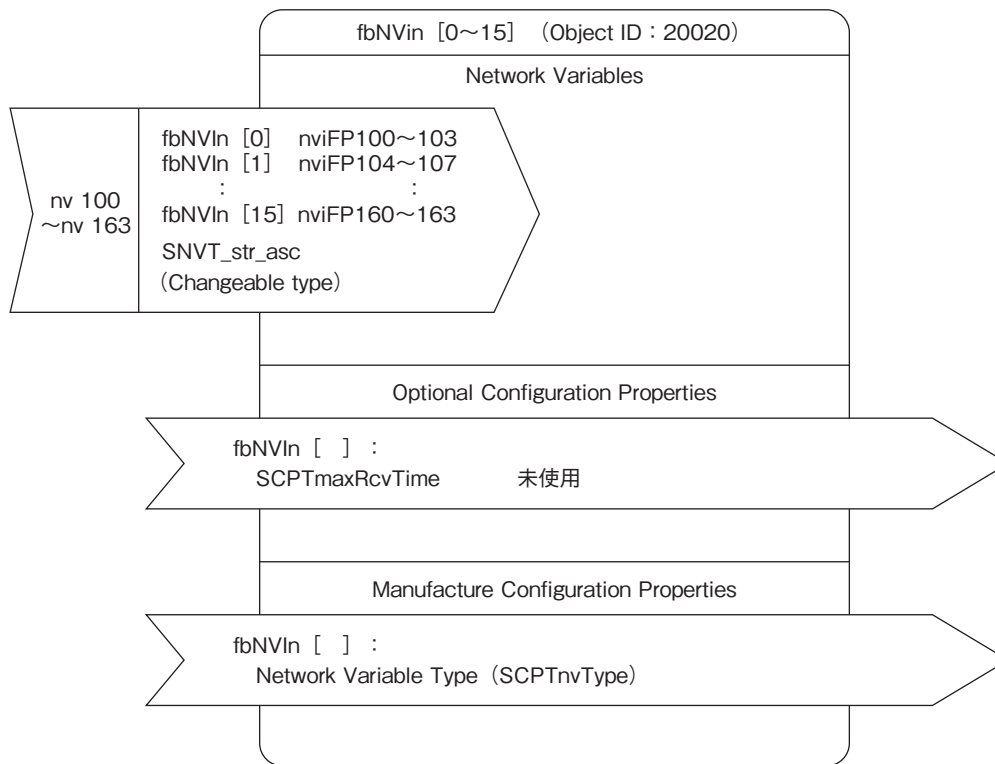 fbNVin［0～15］（Object ID：20020）
Network Variables
nv 100
～nv 163
fbNVIn［0］ nviFP100～103
fbNVIn［1］ nviFP104～107
： ：
fbNVIn［15］nviFP160～163
SNVT_str_asc
（Changeable type）
Optional Configuration Properties
fbNVIn［ ］：
SCPTmaxRcvTime 未使用
Manufacture Configuration Properties
fbNVIn［ ］：
Network Variable Type（SCPTnvType）